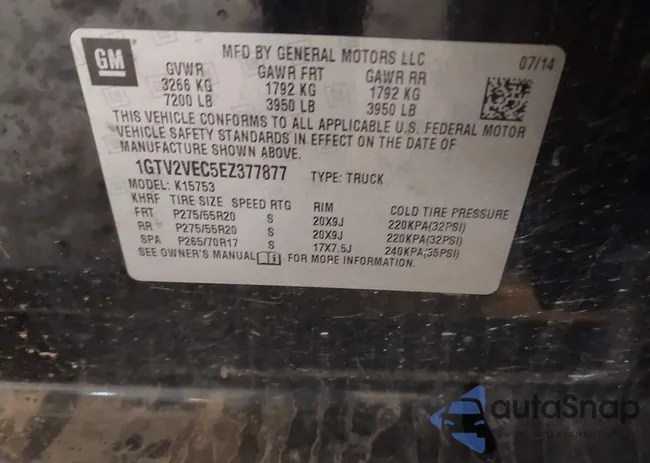 GM
MFD BY GENERAL MOTORS LLC
07/14
GVWR GAWR FRT GAWR RR
3266 KG 1792 KG 1792 KG
7200 LB 3950 LB 3950 LB
THIS VEHICLE CONFORMS TO ALL APPLICABLE U.S. FEDERAL MOTOR
VEHICLE SAFETY STANDARDS IN EFFECT ON THE DATE OF
MANUFACTURE SHOWN ABOVE.
1GTV2VEC5EZ377877 TYPE: TRUCK
MODEL: K15753
KHRF TIRE SIZE SPEED RTG RIM COLD TIRE PRESSURE
FRT P275/55R20 S 20X9J 220KPA(32PSI)
RR P275/55R20 S 20X9J 220KPA(32PSI)
SPA P265/70R17 S 17X7.5J 240KPA(35PSI)
SEE OWNER'S MANUAL FOR MORE INFORMATION.
autaSnap